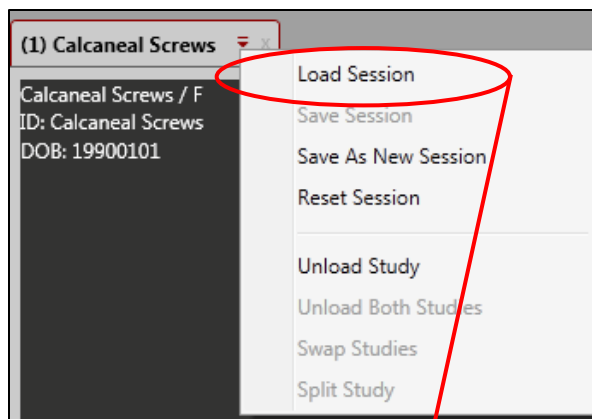 (1) Calcaneal Screws x
Calcaneal Screws / F
ID: Calcaneal Screws
DOB: 19900101
Load Session
Save Session
Save As New Session
Reset Session
Unload Study
Unload Both Studies
Swap Studies
Split Study